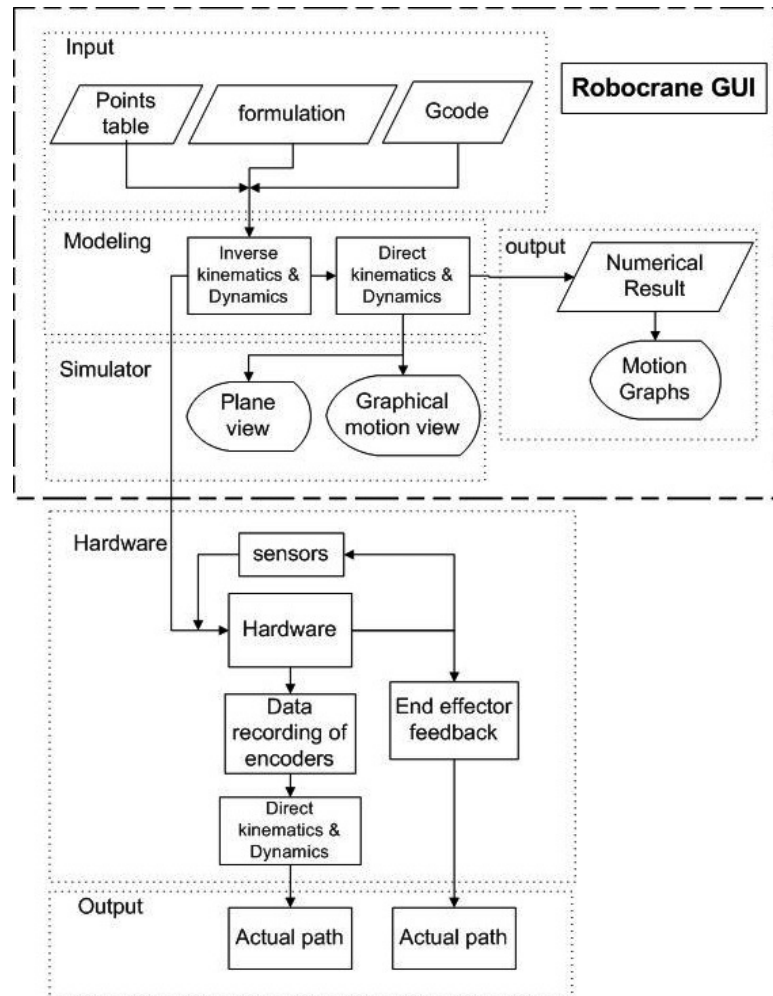 Input
Robocrane GUI
Points
table
formulation
Gcode
Modeling
Inverse
kinematics &
Dynamics
Direct
kinematics &
Dynamics
output
Numerical
Result
Simulator
Plane
view
Graphical
motion view
Motion
Graphs
Hardware
sensors
Hardware
Data
recording of
encoders
End effector
feedback
Direct
kinematics &
Dynamics
Output
Actual path
Actual path